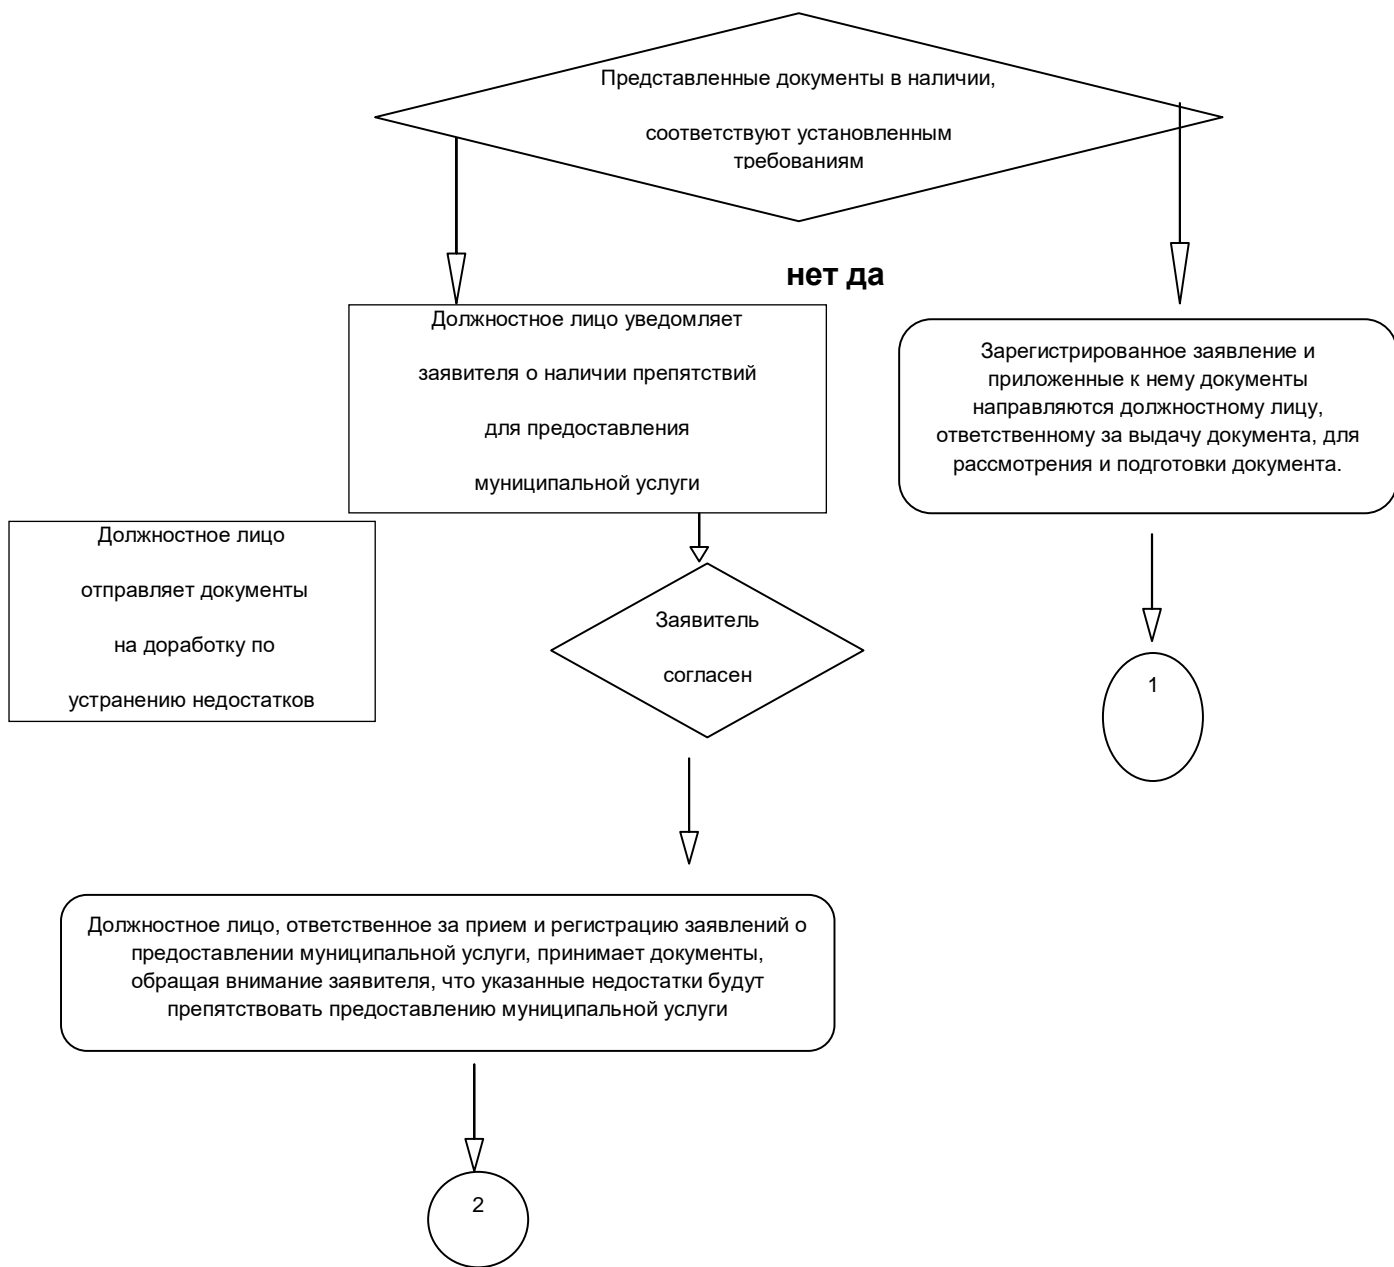 Представленные документы в наличии,
соответствуют установленным
требованиям
нет да
Должностное лицо уведомляет
заявителя о наличии препятствий
для предоставления
муниципальной услуги
Зарегистрированное заявление и
приложенные к нему документы
направляются должностному лицу,
ответственному за выдачу документа, для
рассмотрения и подготовки документа.
Должностное лицо
отправляет документы
на доработку по
устранению недостатков
Заявитель
согласен
1
Должностное лицо, ответственное за прием и регистрацию заявлений о
предоставлении муниципальной услуги, принимает документы,
обращая внимание заявителя, что указанные недостатки будут
препятствовать предоставлению муниципальной услуги
2